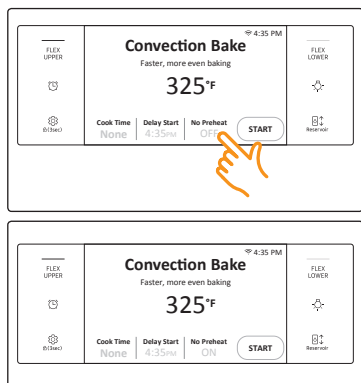 4:35 PM
FLEX
UPPER
Convection Bake
FLEX
LOWER
Faster, more even baking
325°F
(3sec)
Cook Time
None
Delay Start
4:35PM
No Preheat
OFF
START
Reservoir
4:35 PM
FLEX
UPPER
Convection Bake
FLEX
LOWER
Faster, more even baking
325°F
(3sec)
Cook Time
None
Delay Start
4:35PM
No Preheat
ON
START
Reservoir